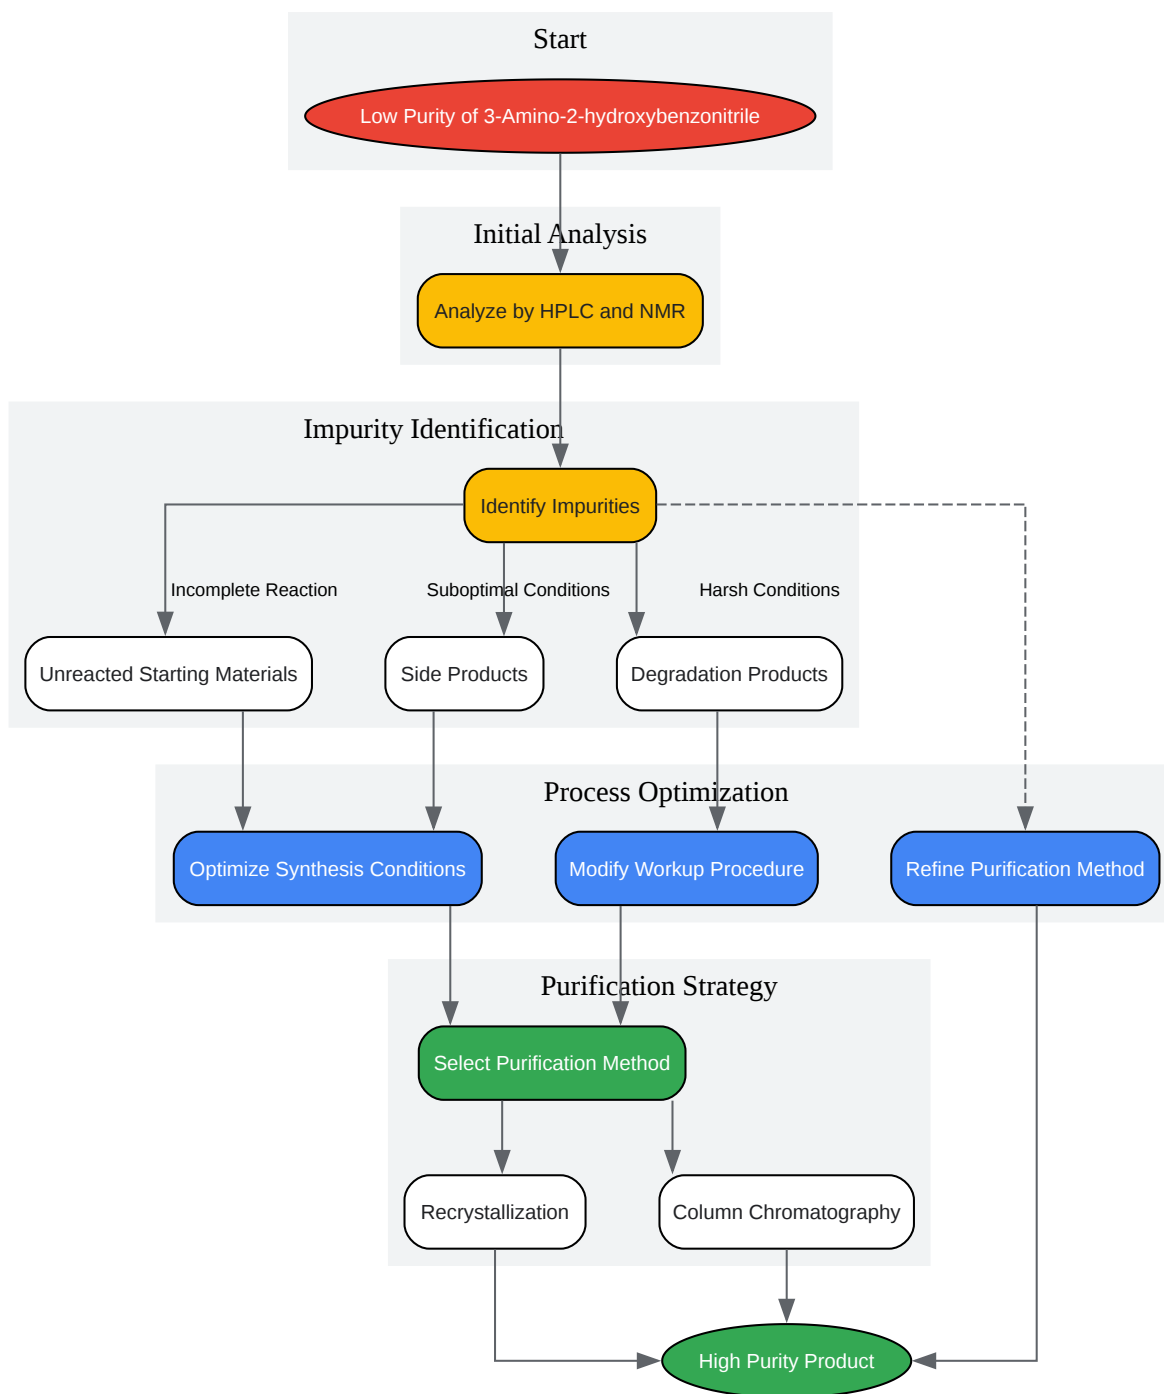 Start
Low Purity of 3-Amino-2-hydroxybenzonitrile
Initial Analysis
Analyze by HPLC and NMR
Impurity Identification
Identify Impurities
Incomplete Reaction
Suboptimal Conditions
Harsh Conditions
Unreacted Starting Materials
Side Products
Degradation Products
Process Optimization
Optimize Synthesis Conditions
Modify Workup Procedure
Refine Purification Method
Purification Strategy
Select Purification Method
Recrystallization
Column Chromatography
High Purity Product